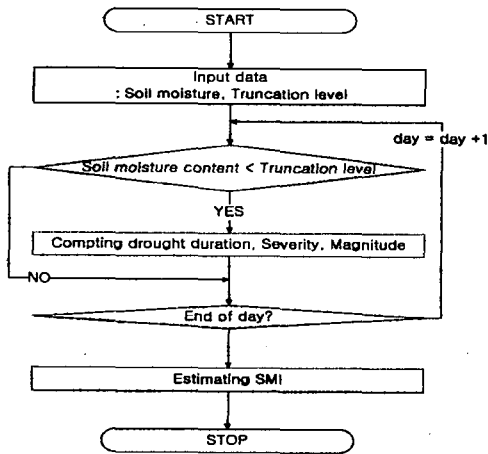 START
Input data
: Soil moisture, Truncation level
day = day +1
Soil moisture content < Truncation level
YES
Compting drought duration, Severity, Magnitude
NO
End of day?
Estimating SMI
STOP